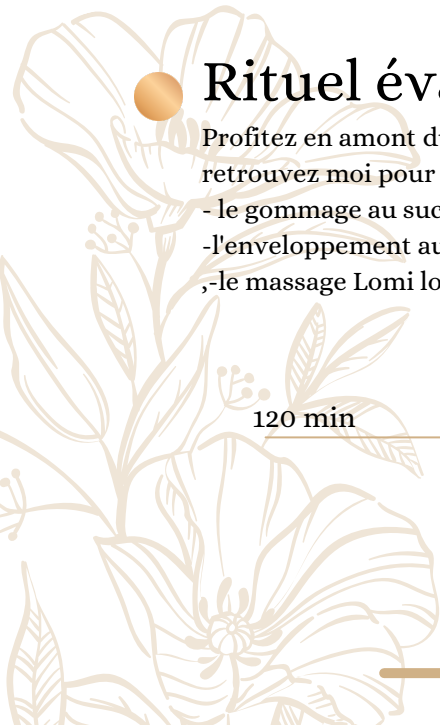 Rituel év
Profitez en amont d
retrouvez moi pour
- le gommage au suc
-l'enveloppement au
,-le massage Lomi lo
120 min